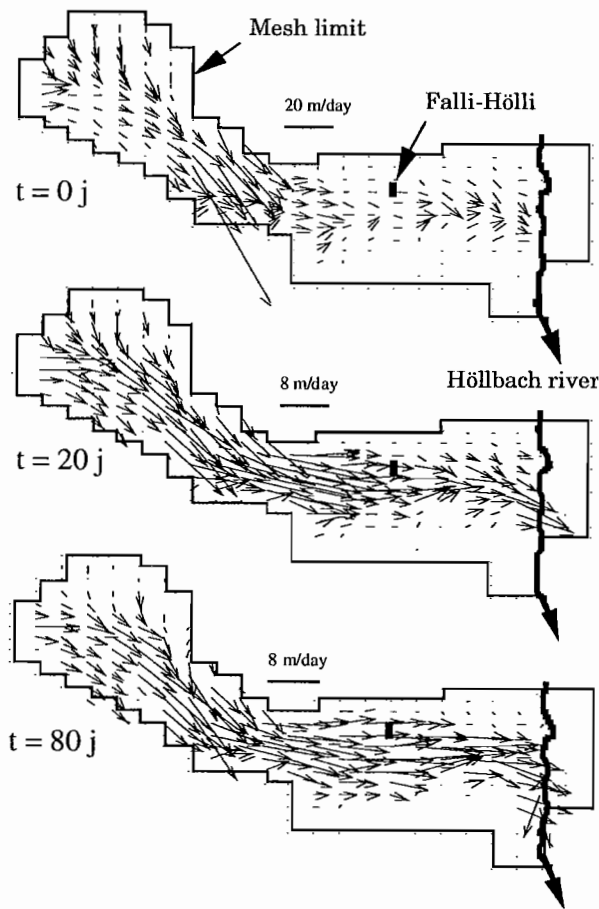 Mesh limit
20 m/day
Falli-Hölli
t = 0 j
8 m/day
Höllbach river
t = 20 j
8 m/day
t = 80 j